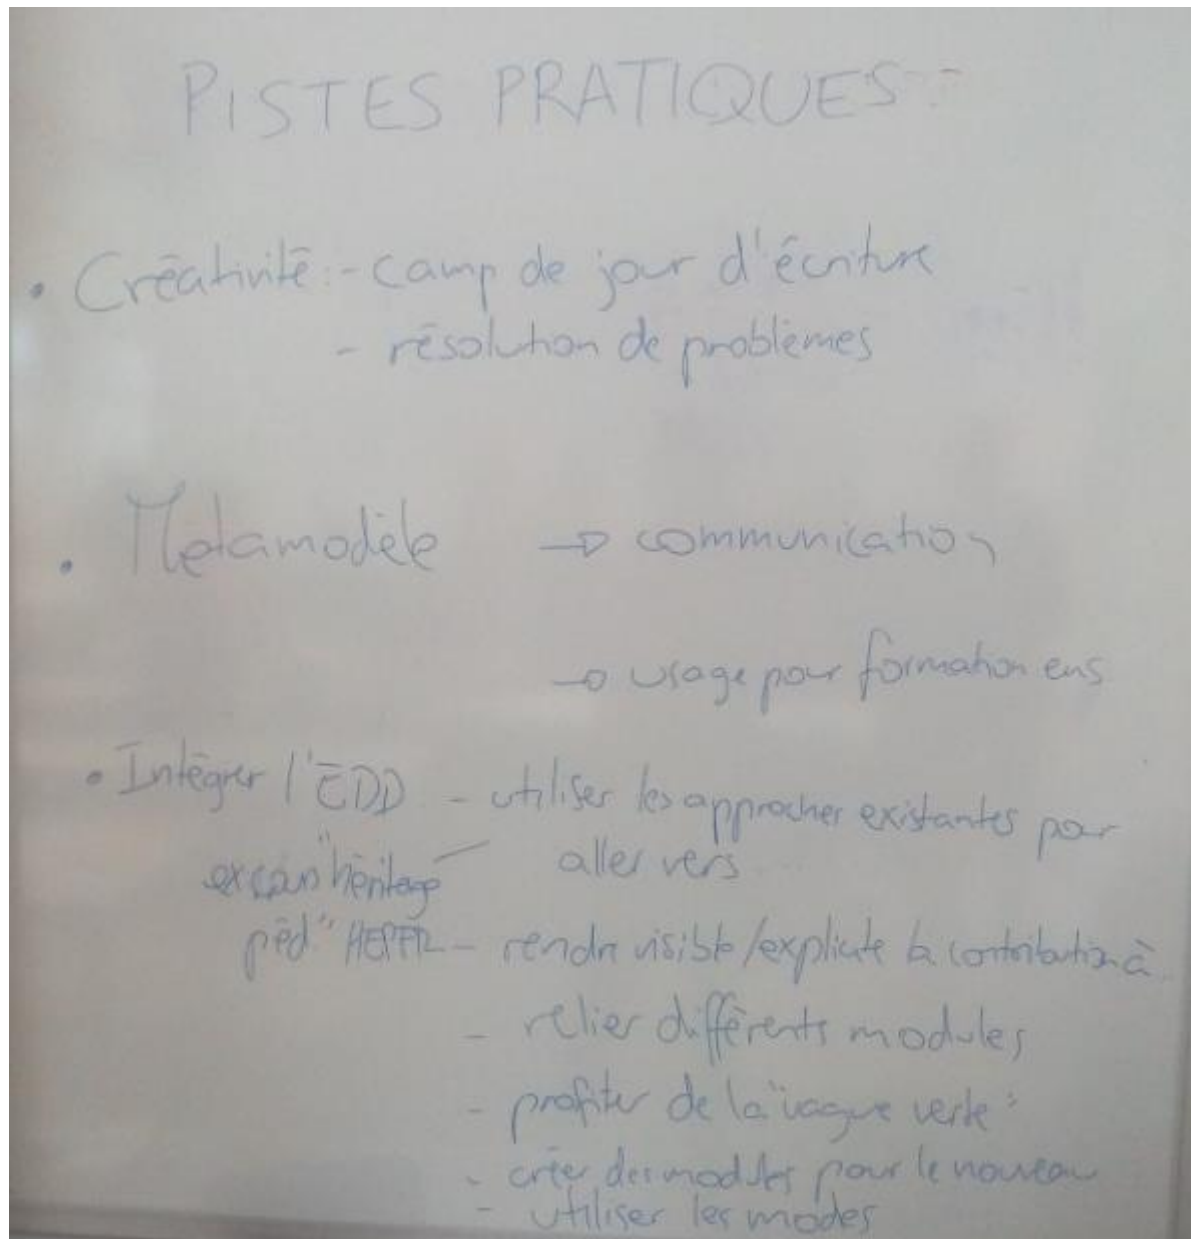 PISTES PRATIQUES :
• Créativité : - camp de jour d'écriture
- résolution de problèmes
• Métamodèle → communication
→ usage pour formation ens
• Intégrer l'EDD - utiliser les approches existantes pour
aller vers...
"héritage
péd" HEPFR - rendre visible/explicite la contribution à
- relier différents modules
- profiter de la "vague verte"
- créer des modules pour le nouveau
- utiliser les modes